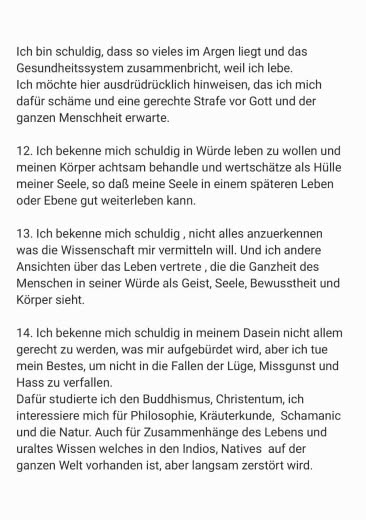 Ich bin schuldig, dass so vieles im Argen liegt und das
Gesundheitssystem zusammenbricht, weil ich lebe.
Ich möchte hier ausdrüdrücklich hinweisen, das ich mich
dafür schäme und eine gerechte Strafe vor Gott und der
ganzen Menschheit erwarte.
12. Ich bekenne mich schuldig in Würde leben zu wollen und
meinen Körper achtsam behandle und wertschätze als Hülle
meiner Seele, so daß meine Seele in einem späteren Leben
oder Ebene gut weiterleben kann.
13. Ich bekenne mich schuldig , nicht alles anzuerkennen
was die Wissenschaft mir vermitteln will. Und ich andere
Ansichten über das Leben vertrete , die die Ganzheit des
Menschen in seiner Würde als Geist, Seele, Bewusstheit und
Körper sieht.
14. Ich bekenne mich schuldig in meinem Dasein nicht allem
gerecht zu werden, was mir aufgebürdet wird, aber ich tue
mein Bestes, um nicht in die Fallen der Lüge, Missgunst und
Hass zu verfallen.
Dafür studierte ich den Buddhismus, Christentum, ich
interessiere mich für Philosophie, Kräuterkunde,  Schamanic
und die Natur. Auch für Zusammenhänge des Lebens und
uraltes Wissen welches in den Indios, Natives  auf der
ganzen Welt vorhanden ist, aber langsam zerstört wird.